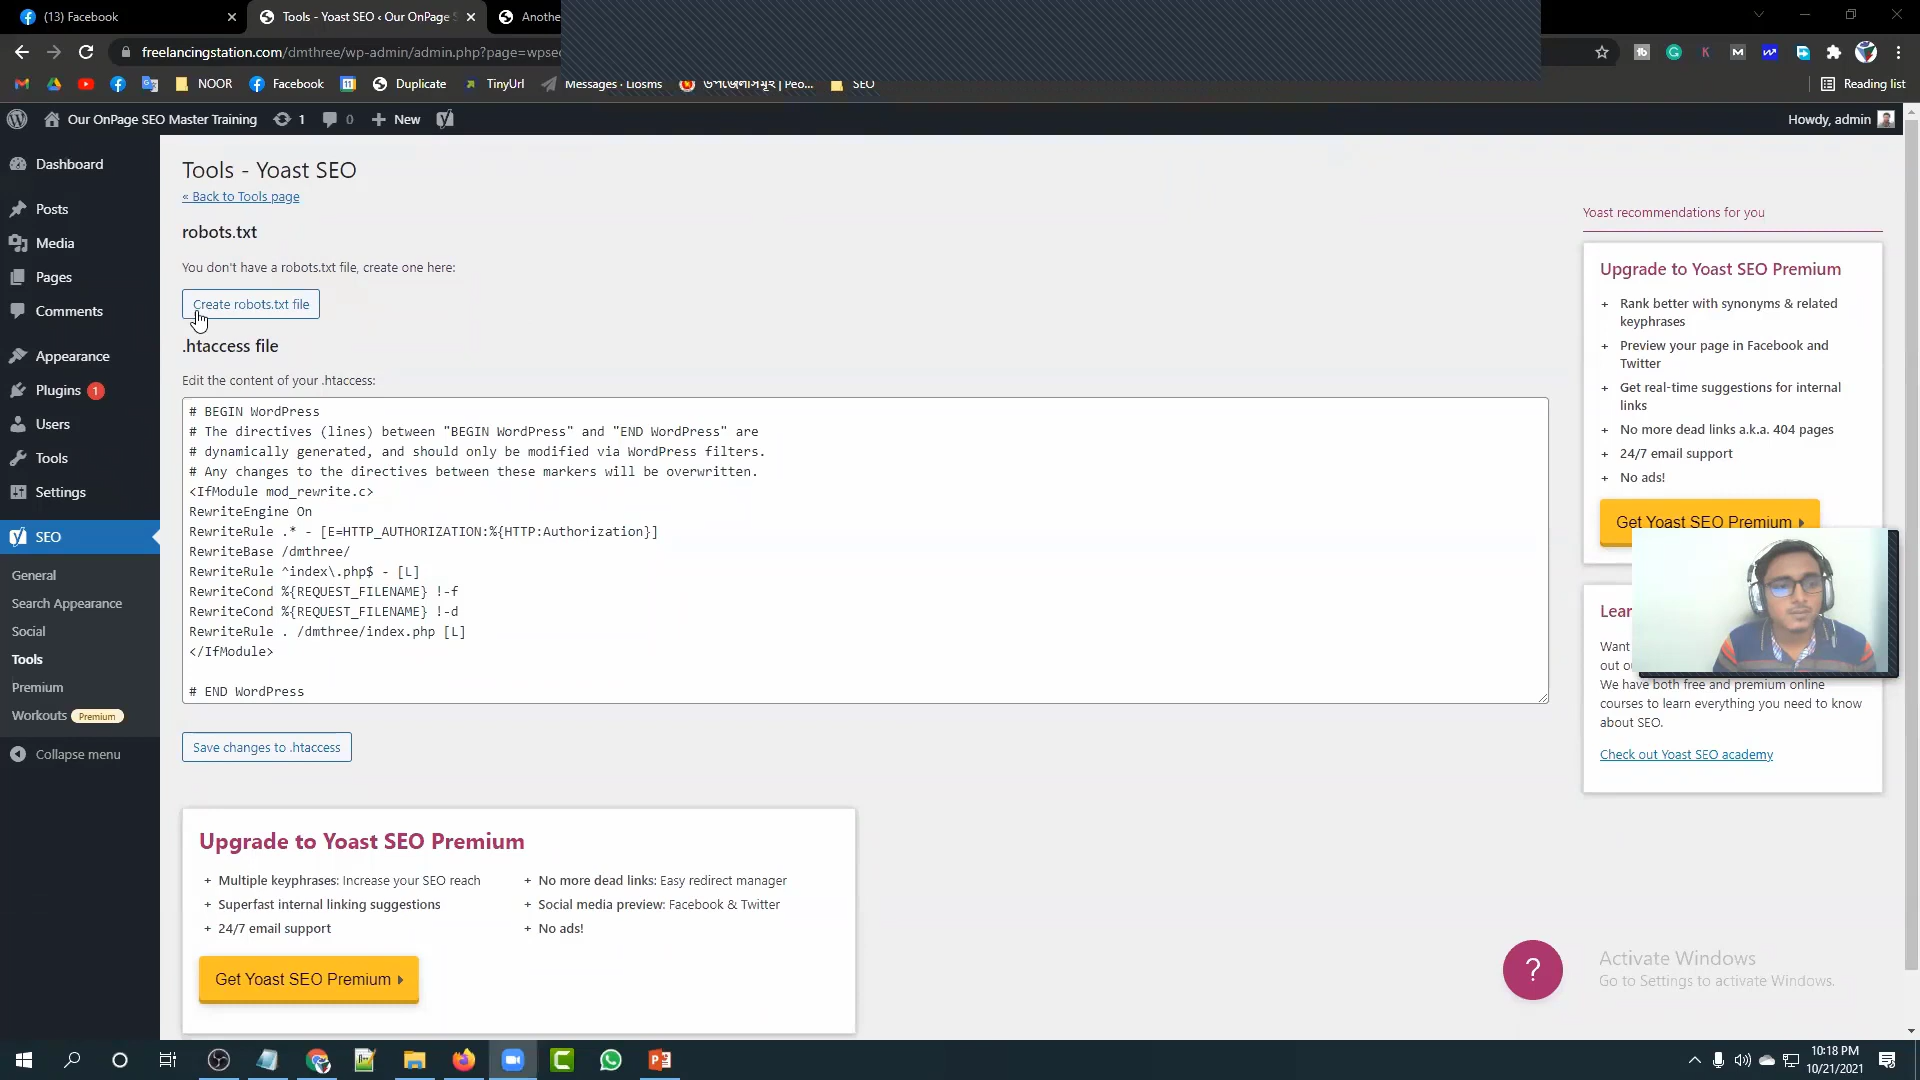 (13) Facebook
Tools - Yoast SEO ‹ Our OnPage S
Anothe
freelancingstation.com/dmthree/wp-admin/admin.php?page=wpse
NOOR
Facebook
Duplicate
TinyUrl
Messages · Liosms
SEO
Reading list
Our OnPage SEO Master Training
1
0
New
Howdy, admin
Dashboard
Posts
Media
Pages
Comments
Appearance
Plugins 1
Users
Tools
Settings
SEO
General
Search Appearance
Social
Tools
Premium
Workouts Premium
Collapse menu
Tools - Yoast SEO
« Back to Tools page
robots.txt
You don't have a robots.txt file, create one here:
Create robots.txt file
.htaccess file
Edit the content of your .htaccess:
# BEGIN WordPress
# The directives (lines) between "BEGIN WordPress" and "END WordPress" are
# dynamically generated, and should only be modified via WordPress filters.
# Any changes to the directives between these markers will be overwritten.
<IfModule mod_rewrite.c>
RewriteEngine On
RewriteRule .* - [E=HTTP_AUTHORIZATION:%{HTTP:Authorization}]
RewriteBase /dmthree/
RewriteRule ^index\.php$ - [L]
RewriteCond %{REQUEST_FILENAME} !-f
RewriteCond %{REQUEST_FILENAME} !-d
RewriteRule . /dmthree/index.php [L]
</IfModule>
# END WordPress
Save changes to .htaccess
Upgrade to Yoast SEO Premium
+ Multiple keyphrases: Increase your SEO reach
+ Superfast internal linking suggestions
+ 24/7 email support
+ No more dead links: Easy redirect manager
+ Social media preview: Facebook & Twitter
+ No ads!
Get Yoast SEO Premium
Yoast recommendations for you
Upgrade to Yoast SEO Premium
+ Rank better with synonyms & related
keyphrases
+ Preview your page in Facebook and
Twitter
+ Get real-time suggestions for internal
links
+ No more dead links a.k.a. 404 pages
+ 24/7 email support
+ No ads!
Get Yoast SEO Premium
Lear
Want
out o
We have both free and premium online
courses to learn everything you need to know
about SEO.
Check out Yoast SEO academy
?
Activate Windows
Go to Settings to activate Windows.
10:18 PM
10/21/2021